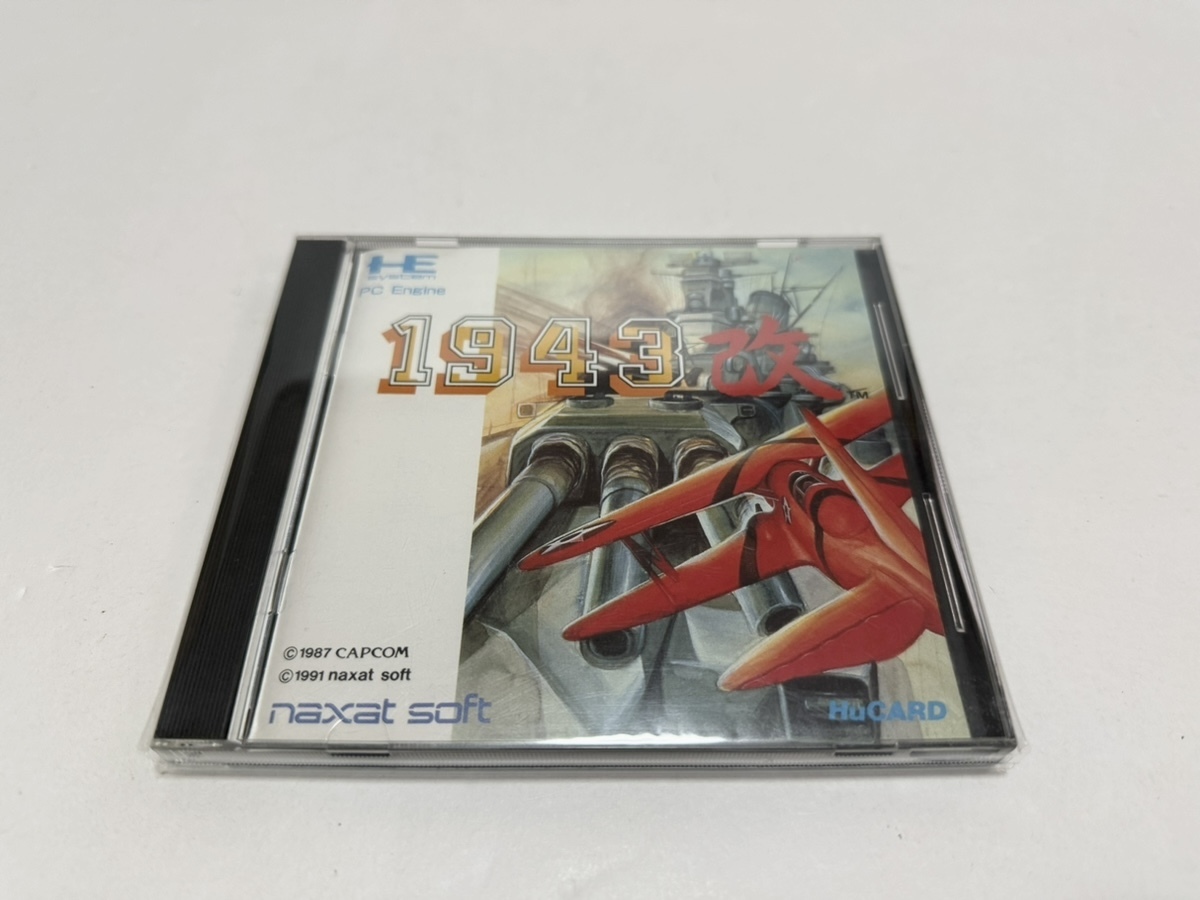 HE
system
PC Engine
1943改
TM
©1987 CAPCOM
©1991 naxat soft
naxat soft
HuCARD